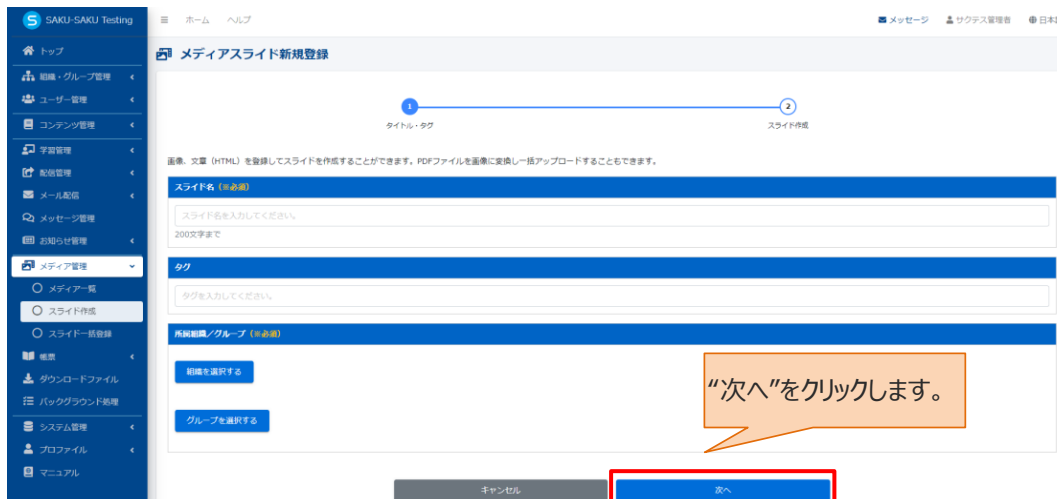 S SAKU-SAKU Testing
ホーム ヘルプ
メッセージ サクテス管理者 日本
トップ
組織・グループ管理
ユーザー管理
コンテンツ管理
学習管理
配信管理
メール配信
メッセージ管理
お知らせ管理
メディア管理
メディア一覧
スライド作成
スライド一括登録
帳票
ダウンロードファイル
バックグラウンド処理
システム管理
プロファイル
マニュアル
メディアスライド新規登録
1 2
タイトル・タグ スライド作成
画像、文章（HTML）を登録してスライドを作成することができます。PDFファイルを画像に変換し一括アップロードすることもできます。
スライド名（※必須）
スライド名を入力してください。
200文字まで
タグ
タグを入力してください。
所属組織／グループ（※必須）
組織を選択する
グループを選択する
“次へ”をクリックします。
キャンセル 次へ